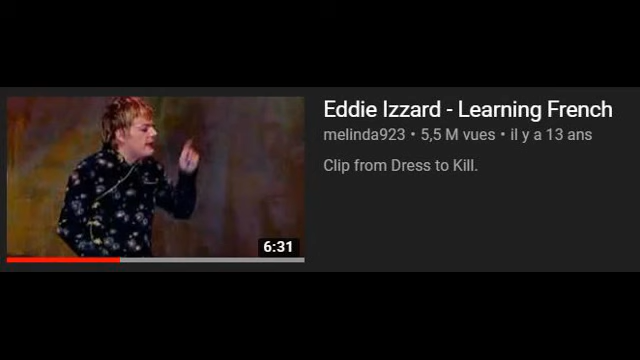 Eddie Izzard - Learning French
melinda923 • 5,5 M vues • il y a 13 ans
Clip from Dress to Kill.
6:31